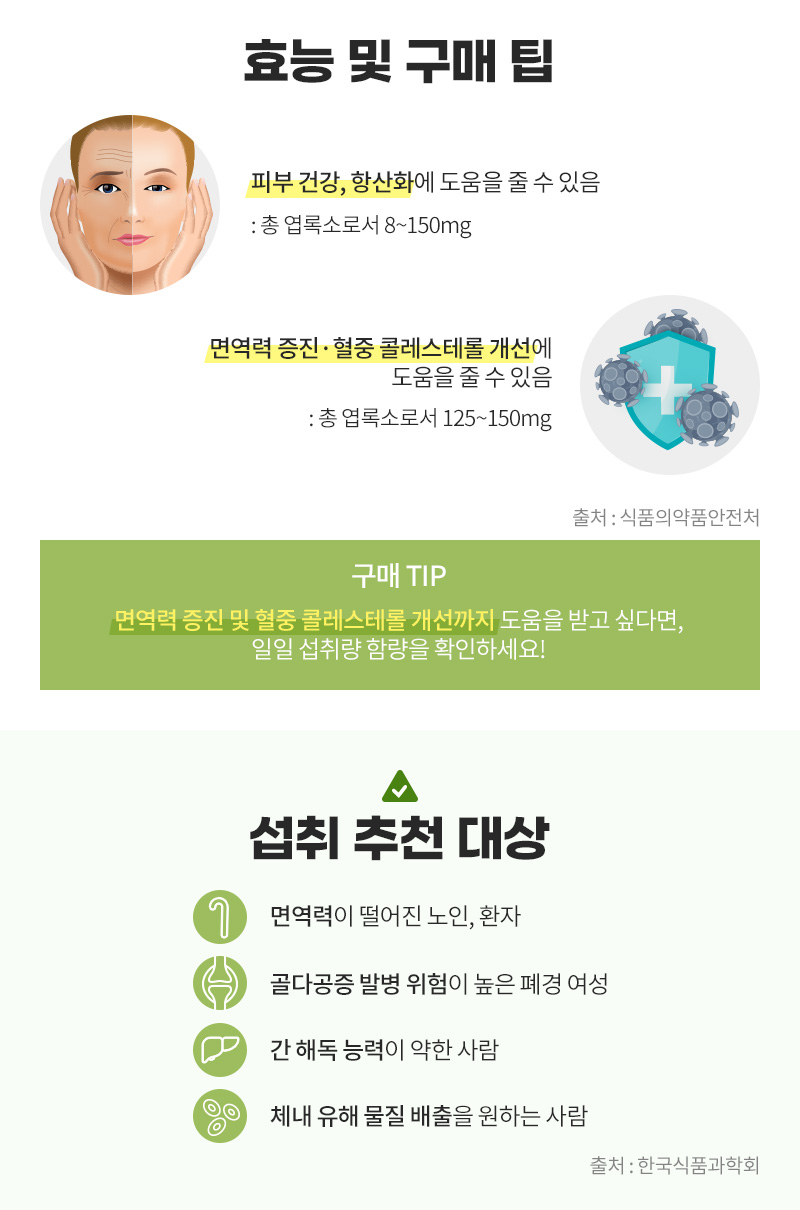 효능 및 구매 팁
피부 건강, 항산화에 도움을 줄 수 있음
: 총 엽록소로서 8~150mg
면역력 증진·혈중 콜레스테롤 개선에
도움을 줄 수 있음
: 총 엽록소로서 125~150mg
출처 : 식품의약품안전처
구매 TIP
면역력 증진 및 혈중 콜레스테롤 개선까지 도움을 받고 싶다면,
일일 섭취량 함량을 확인하세요!
섭취 추천 대상
면역력이 떨어진 노인, 환자
골다공증 발병 위험이 높은 폐경 여성
간 해독 능력이 약한 사람
체내 유해 물질 배출을 원하는 사람
출처 : 한국식품과학회